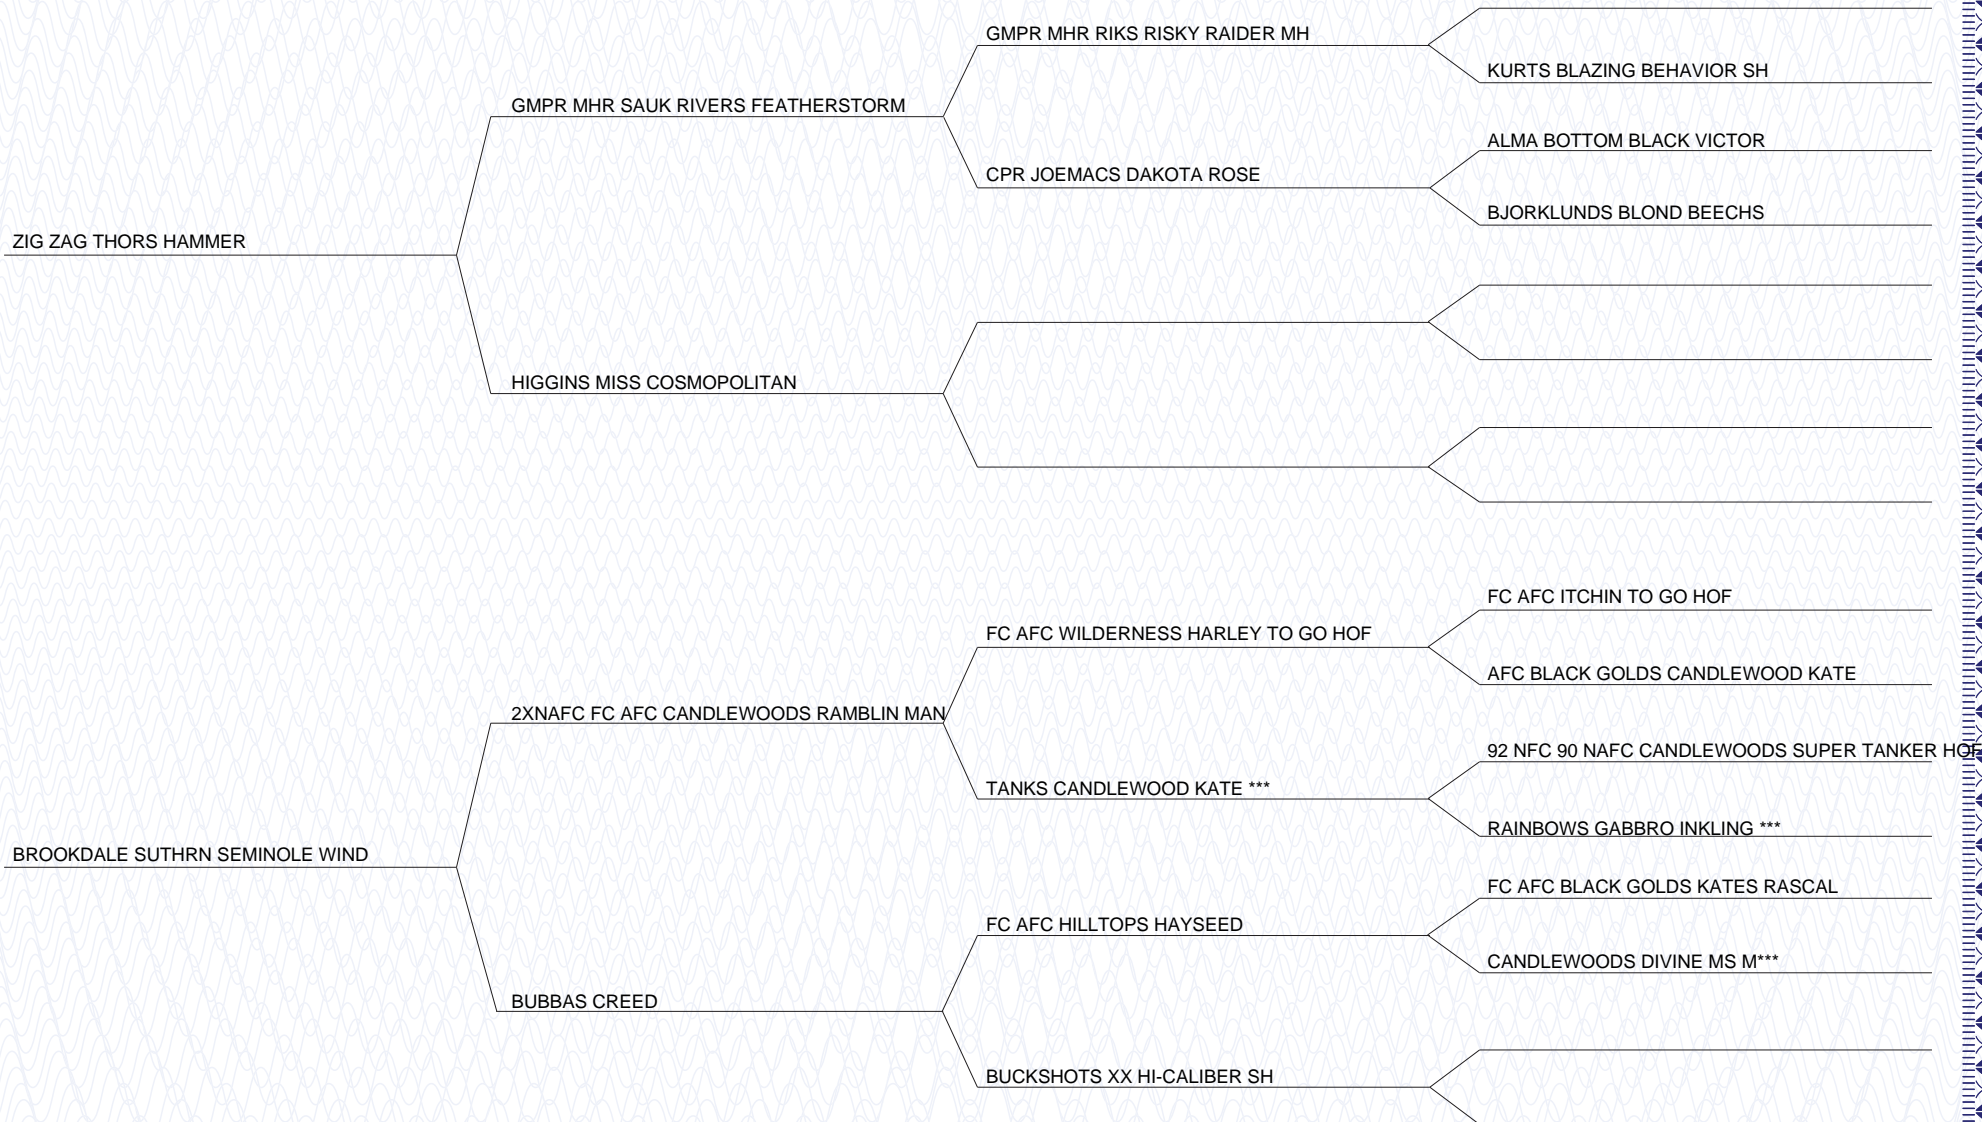 GMPR MHR RIKS RISKY RAIDER MH
KURTS BLAZING BEHAVIOR SH
GMPR MHR SAUK RIVERS FEATHERSTORM
ALMA BOTTOM BLACK VICTOR
CPR JOEMACS DAKOTA ROSE
BJORKLUNDS BLOND BEECHS
ZIG ZAG THORS HAMMER
HIGGINS MISS COSMOPOLITAN
FC AFC ITCHIN TO GO HOF
FC AFC WILDERNESS HARLEY TO GO HOF
AFC BLACK GOLDS CANDLEWOOD KATE
2XNAFC FC AFC CANDLEWOODS RAMBLIN MAN
92 NFC 90 NAFC CANDLEWOODS SUPER TANKER HOF
TANKS CANDLEWOOD KATE ***
RAINBOWS GABBRO INKLING ***
BROOKDALE SUTHRN SEMINOLE WIND
FC AFC BLACK GOLDS KATES RASCAL
FC AFC HILLTOPS HAYSEED
CANDLEWOODS DIVINE MS M***
BUBBAS CREED
BUCKSHOTS XX HI-CALIBER SH